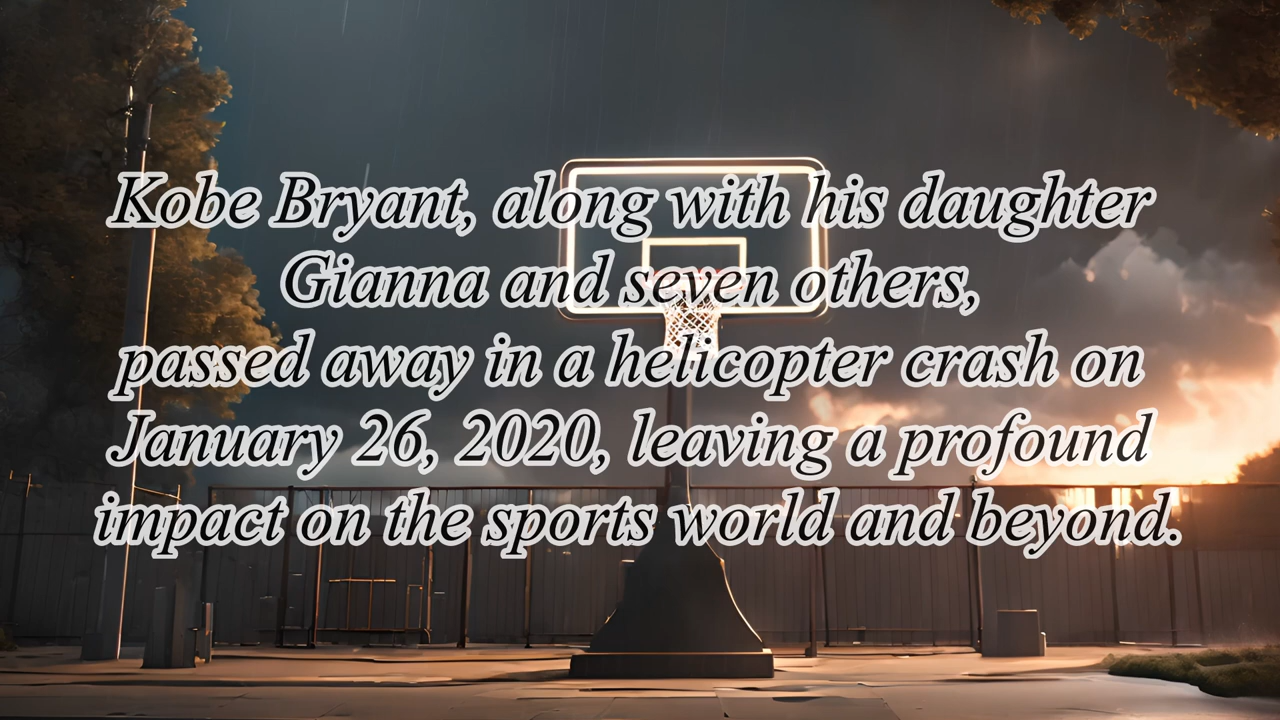 Kobe Bryant, along with his daughter
Gianna and seven others,
passed away in a helicopter crash on
January 26, 2020, leaving a profound
impact on the sports world and beyond.